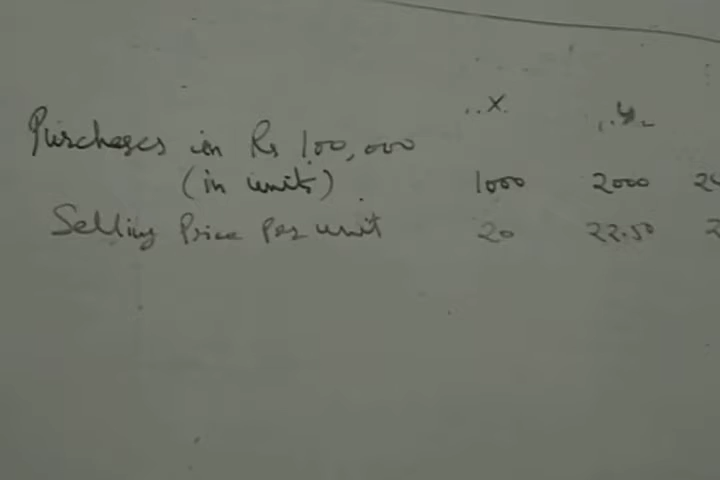 ..X. ..Y..
Purchases in Rs 100,000
(in units) 1000 2000
Selling Price Per unit 20 22.50